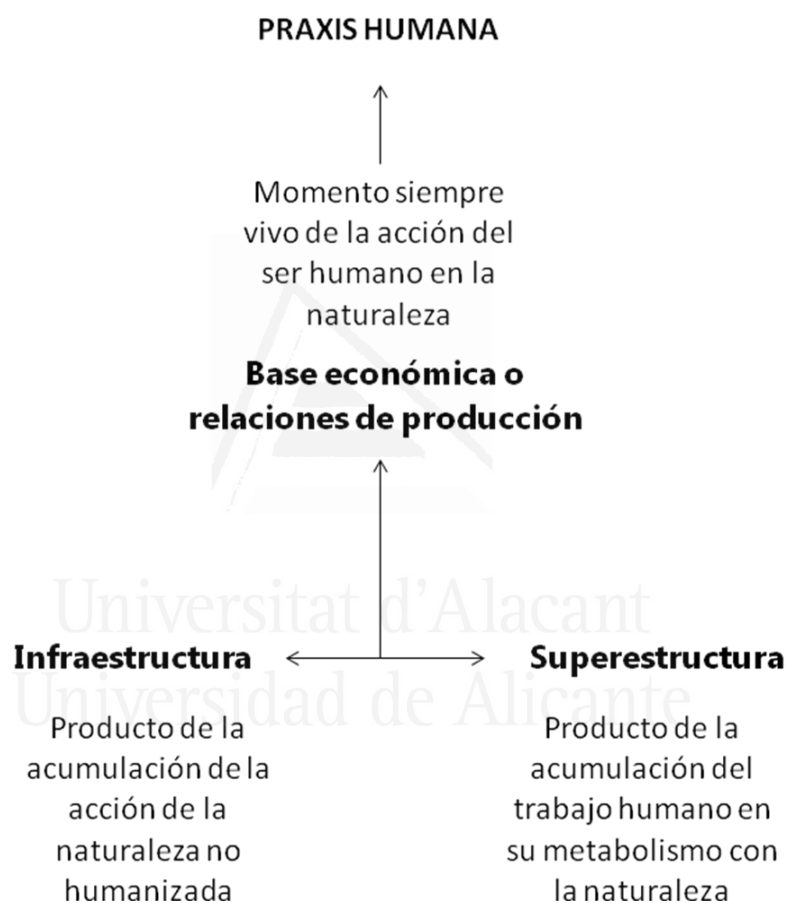 PRAXIS HUMANA
Momento siempre
vivo de la acción del
ser humano en la
naturaleza
Base económica o
relaciones de producción
Universitat d'Alacant
Infraestructura
Superestructura
Universidad de Alicante
Producto de la
acumulación de la
acción de la
naturaleza no
humanizada
Producto de la
acumulación del
trabajo humano en
su metabolismo con
la naturaleza